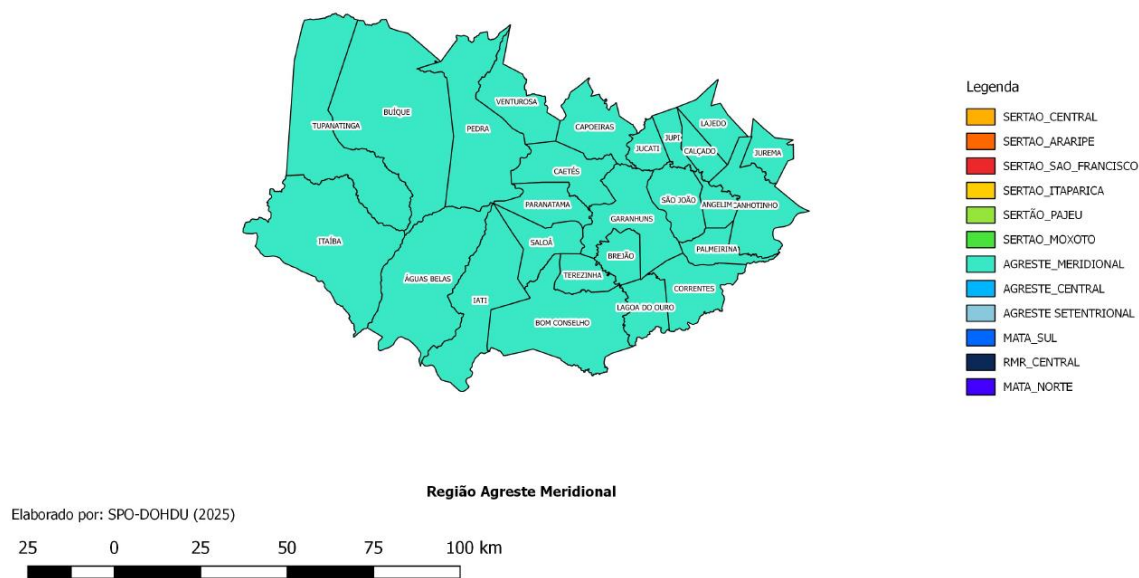 VENTUROSA
BUÍQUE
TUPANATINGA
PEDRA
CAPOEIRAS
LAJEDO
JUPI
JUCATI
CALÇADO
JUREMA
CAETÉS
PARANATAMA
SÃO JOÃO
ANGELIM
CANHOTINHO
GARANHUNS
ITAÍBA
SALOÁ
BREJÃO
PALMEIRINA
ÁGUAS BELAS
TEREZINHA
CORRENTES
IATI
LAGOA DO OURO
BOM CONSELHO
Legenda
SERTAO_CENTRAL
SERTAO_ARARIPE
SERTAO_SAO_FRANCISCO
SERTAO_ITAPARICA
SERTÃO_PAJEU
SERTAO_MOXOTO
AGRESTE_MERIDIONAL
AGRESTE_CENTRAL
AGRESTE SETENTRIONAL
MATA_SUL
RMR_CENTRAL
MATA_NORTE
Região Agreste Meridional
Elaborado por: SPO-DOHDU (2025)
25 0 25 50 75 100 km